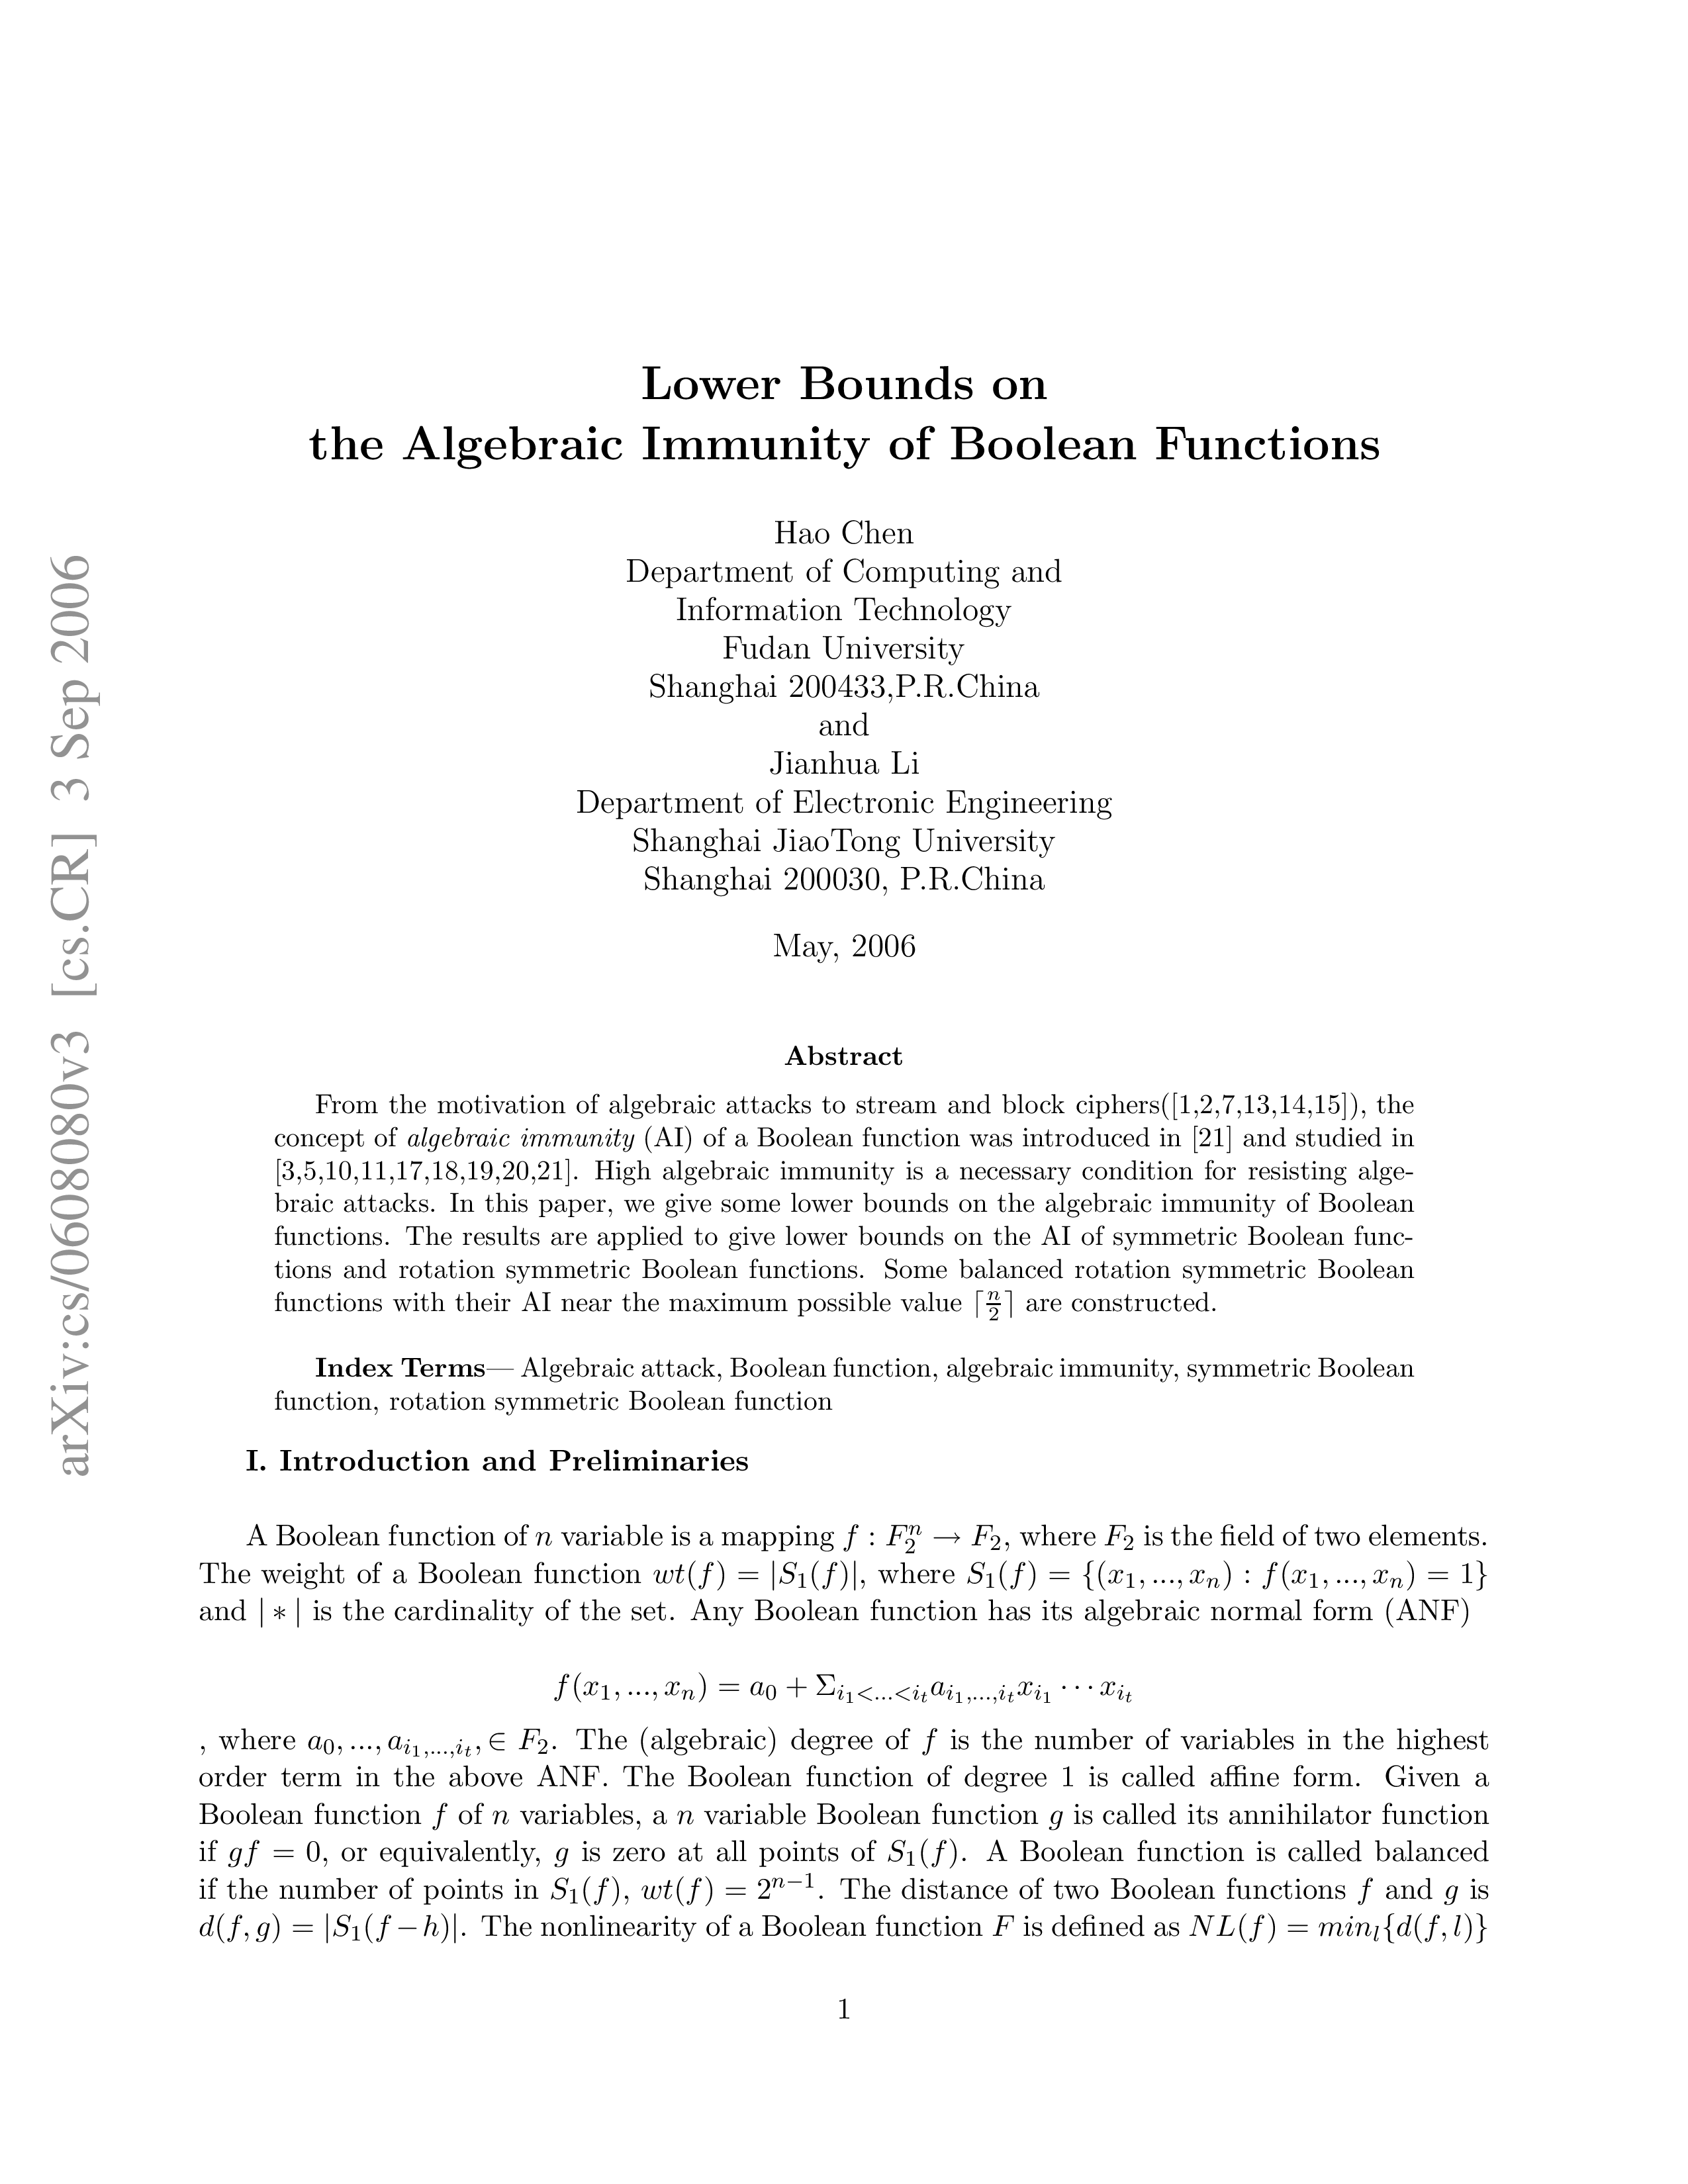 arXiv:cs/0608080v3 [cs.CR] 3 Sep 2006
Lower Bounds on
the Algebraic Immunity of Boolean Functions
Hao Chen
Department of Computing and
Information Technology
Fudan University
Shanghai 200433,P.R.China
and
Jianhua Li
Department of Electronic Engineering
Shanghai JiaoTong University
Shanghai 200030, P.R.China
May, 2006
Abstract
From the motivation of algebraic attacks to stream and block ciphers([1,2,7,13,14,15]), the
concept of algebraic immunity (AI) of a Boolean function was introduced in [21] and studied in
[3,5,10,11,17,18,19,20,21]. High algebraic immunity is a necessary condition for resisting alge-
braic attacks. In this paper, we give some lower bounds on the algebraic immunity of Boolean
functions. The results are applied to give lower bounds on the AI of symmetric Boolean func-
tions and rotation symmetric Boolean functions. Some balanced rotation symmetric Boolean
functions with their AI near the maximum possible value ⌈n/2⌉ are constructed.
Index Terms— Algebraic attack, Boolean function, algebraic immunity, symmetric Boolean
function, rotation symmetric Boolean function
I. Introduction and Preliminaries
A Boolean function of n variable is a mapping f : F_2^n → F_2, where F_2 is the field of two elements.
The weight of a Boolean function wt(f) = |S_1(f)|, where S_1(f) = {(x_1, ..., x_n) : f(x_1, ..., x_n) = 1}
and | ∗ | is the cardinality of the set. Any Boolean function has its algebraic normal form (ANF)
f(x_1, ..., x_n) = a_0 + Σ_{i_1<...<i_t} a_{i_1,...,i_t} x_{i_1} ⋯ x_{i_t}
, where a_0, ..., a_{i_1,...,i_t}, ∈ F_2. The (algebraic) degree of f is the number of variables in the highest
order term in the above ANF. The Boolean function of degree 1 is called affine form. Given a
Boolean function f of n variables, a n variable Boolean function g is called its annihilator function
if gf = 0, or equivalently, g is zero at all points of S_1(f). A Boolean function is called balanced
if the number of points in S_1(f), wt(f) = 2^{n−1}. The distance of two Boolean functions f and g is
d(f, g) = |S_1(f − h)|. The nonlinearity of a Boolean function F is defined as NL(f) = min_l{d(f, l)}
1